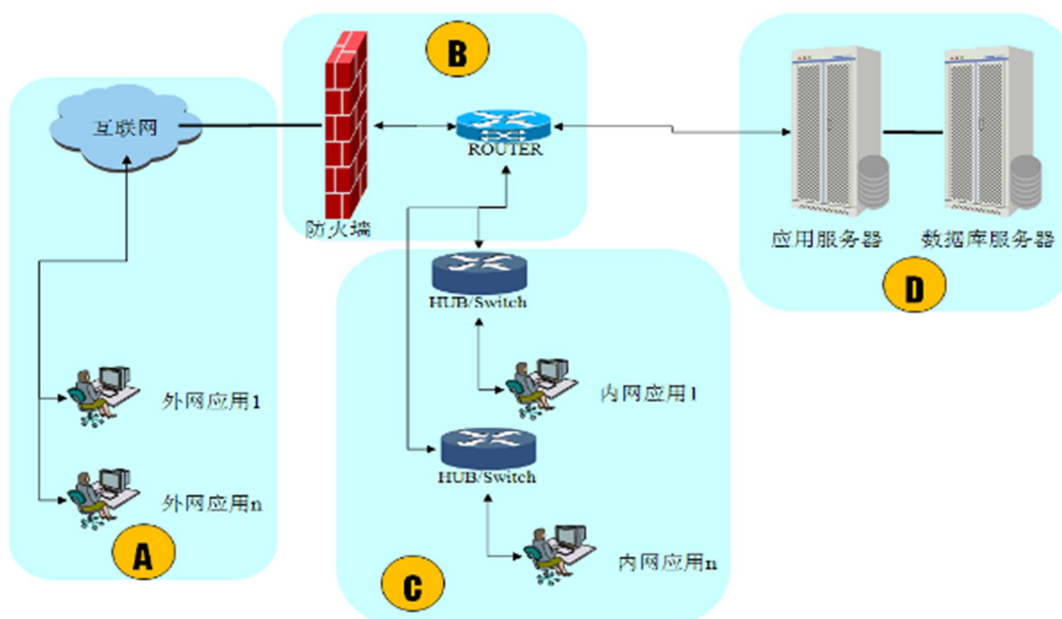 B
互联网
ROUTER
防火墙
应用服务器
数据库服务器
D
HUB/Switch
外网应用1
内网应用1
HUB/Switch
外网应用n
A
内网应用n
C